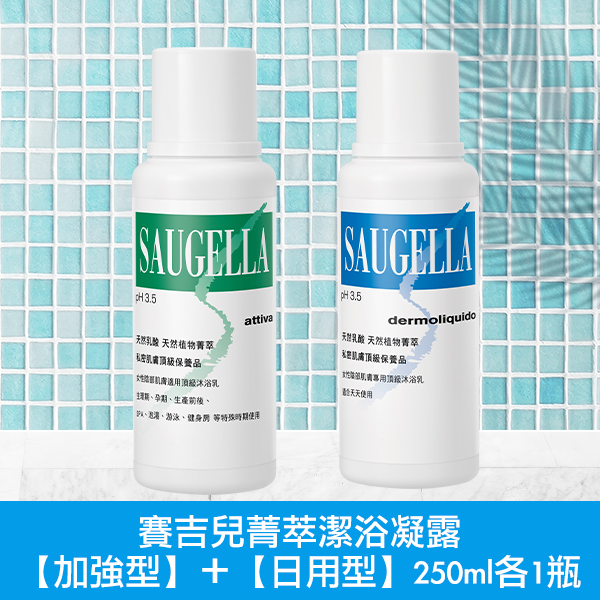 SAUGELLA
pH 3.5
attiva
天然乳酸 天然植物菁萃
私密肌膚頂級保養品
女性陰部肌膚適用頂級沐浴乳
生理期、孕期、生產前後、
SPA、泡湯、游泳、健身房 等特殊時期使用
SAUGELLA
pH 3.5
dermoliquido
天然乳酸 天然植物菁萃
私密肌膚頂級保養品
女性陰部肌膚專用頂級沐浴乳
適合天天使用
賽吉兒菁萃潔浴凝露
【加強型】＋【日用型】250ml各1瓶